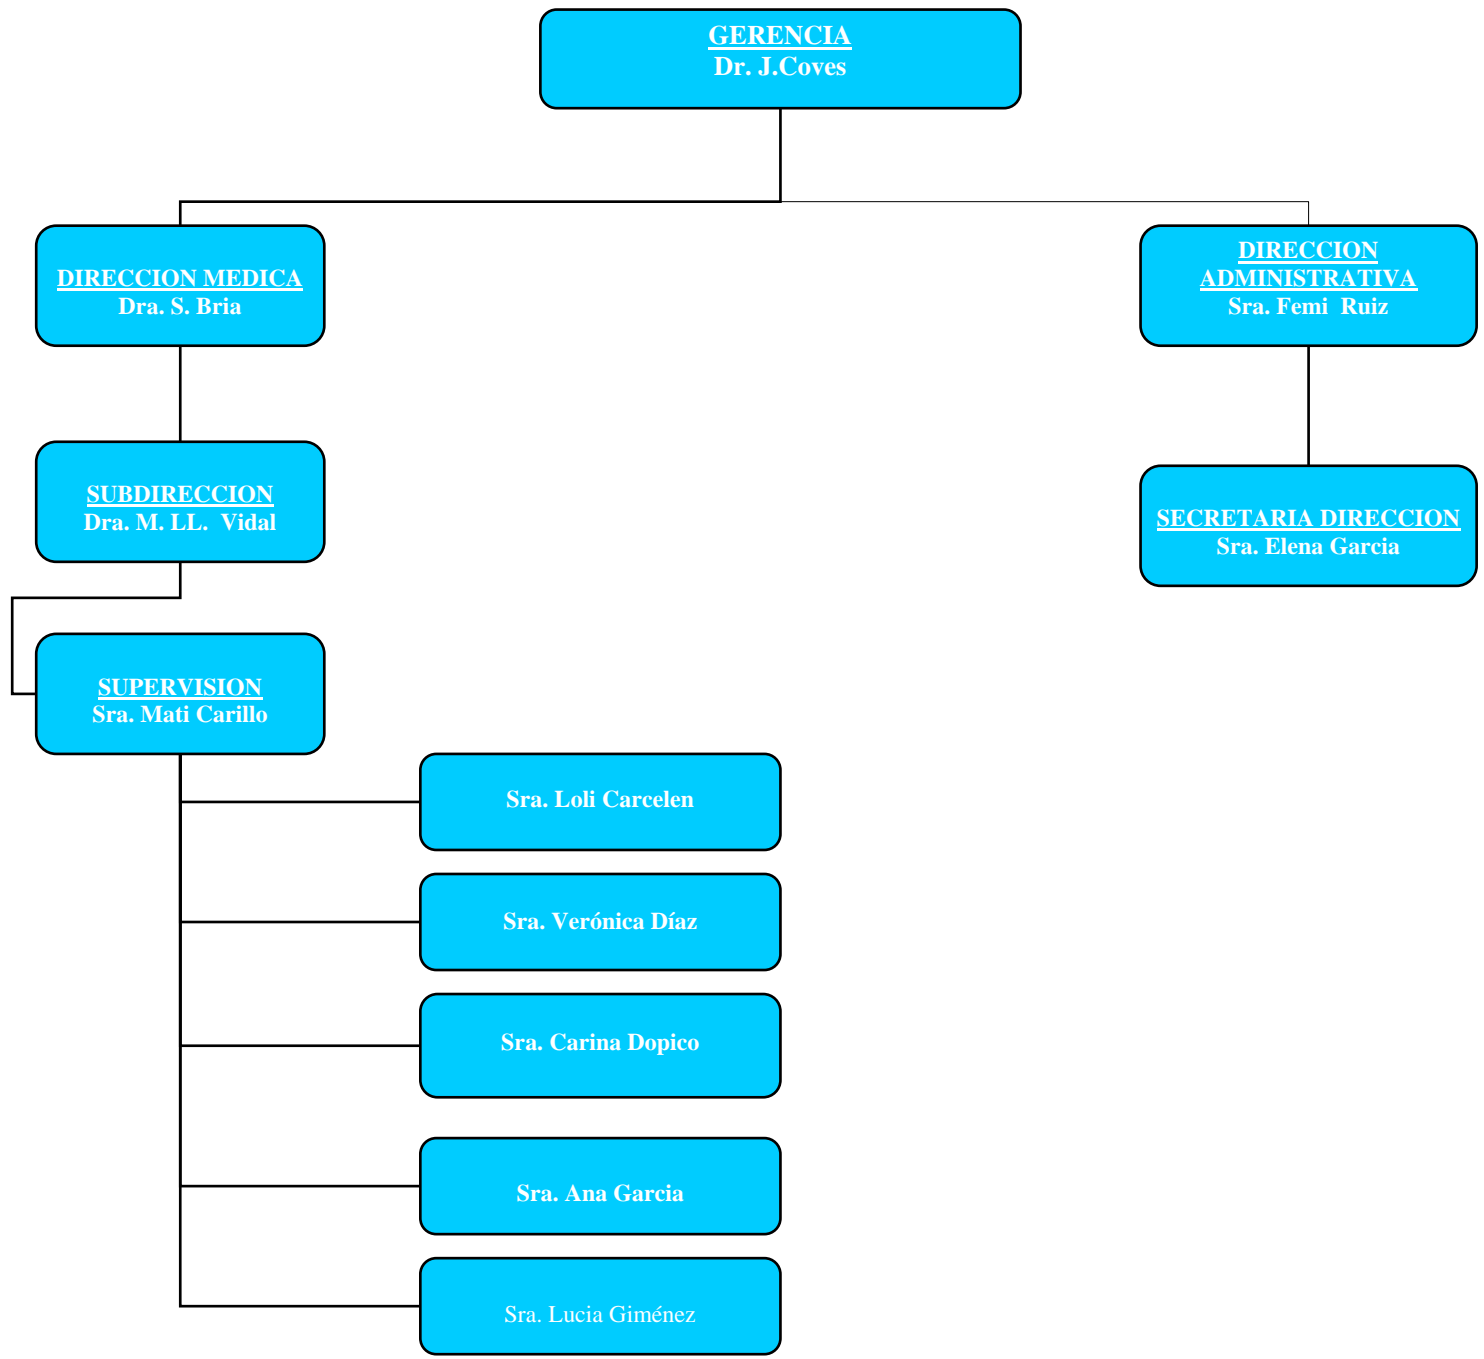 GERENCIA
Dr. J.Coves
DIRECCION MEDICA
Dra. S. Bria
DIRECCION
ADMINISTRATIVA
Sra. Femi  Ruiz
SUBDIRECCION
Dra. M. LL.  Vidal
SECRETARIA DIRECCION
Sra. Elena Garcia
SUPERVISION
Sra. Mati Carillo
Sra. Loli Carcelen
Sra. Verónica Díaz
Sra. Carina Dopico
Sra. Ana Garcia
Sra. Lucia Giménez